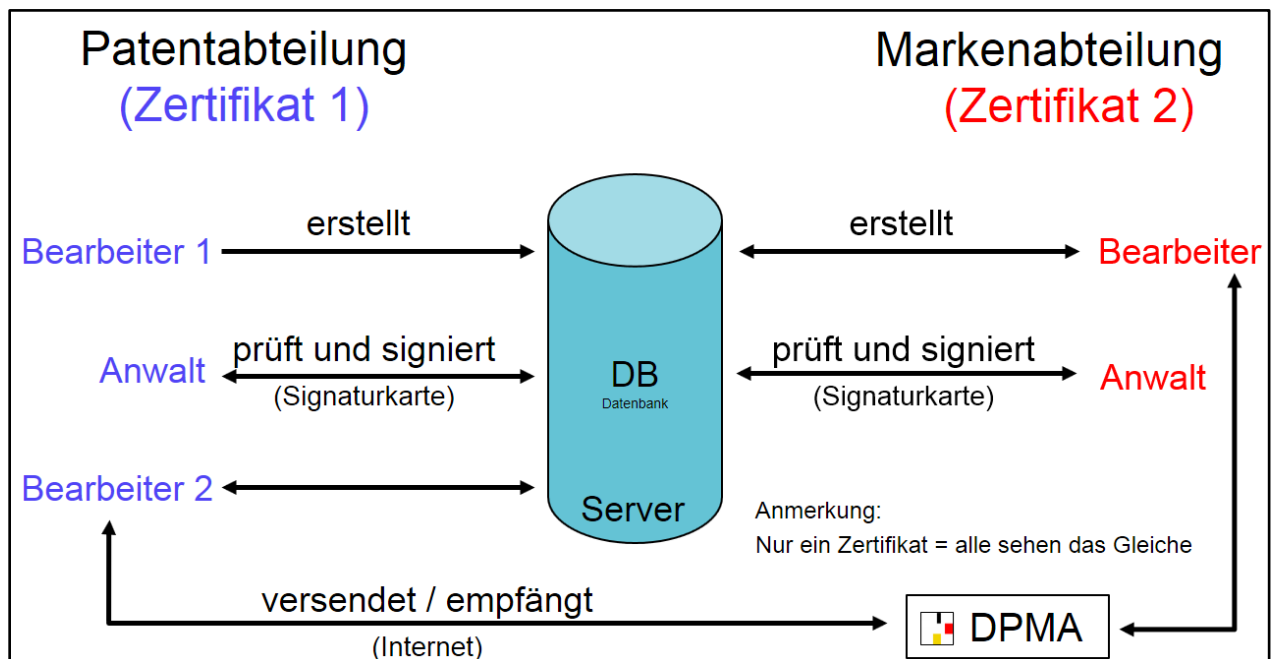 Patentabteilung
(Zertifikat 1)
Markenabteilung
(Zertifikat 2)
Bearbeiter 1
erstellt
erstellt
Bearbeiter
Anwalt
prüft und signiert
(Signaturkarte)
DB
Datenbank
prüft und signiert
(Signaturkarte)
Anwalt
Bearbeiter 2
Server
Anmerkung:
Nur ein Zertifikat = alle sehen das Gleiche
versendet / empfängt
(Internet)
DPMA